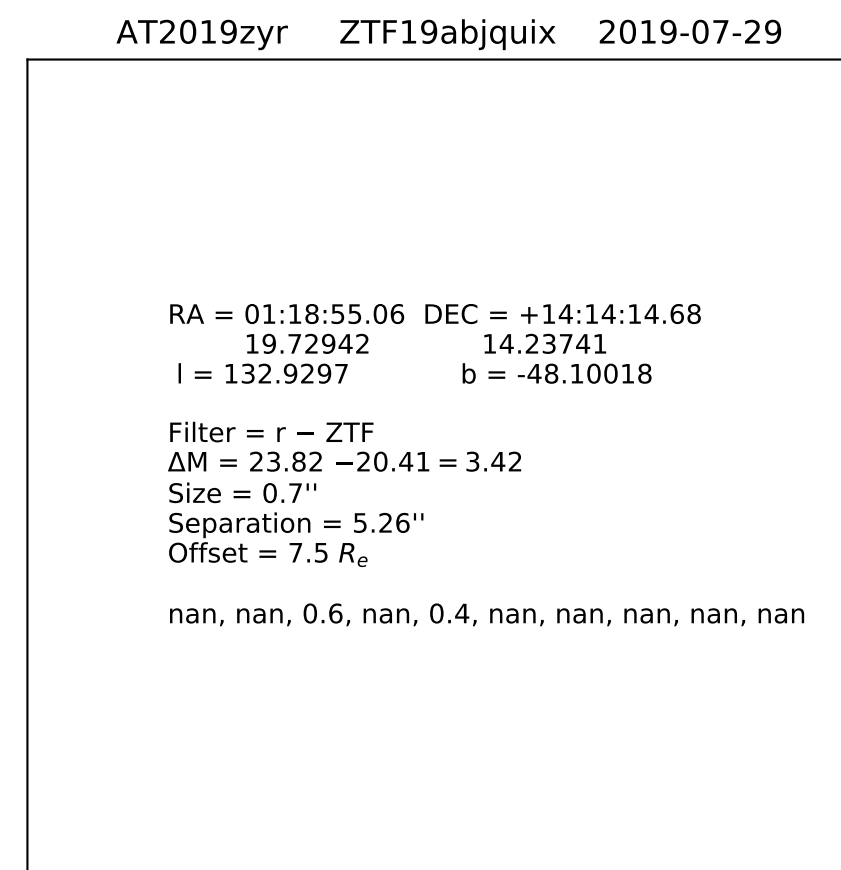 AT2019zyr ZTF19abjquix 2019-07-29
RA = 01:18:55.06 DEC = +14:14:14.68
19.72942 14.23741
l = 132.9297 b = -48.10018
Filter = r − ZTF
ΔM = 23.82 −20.41 = 3.42
Size = 0.7''
Separation = 5.26''
Offset = 7.5 Rₑ
nan, nan, 0.6, nan, 0.4, nan, nan, nan, nan, nan